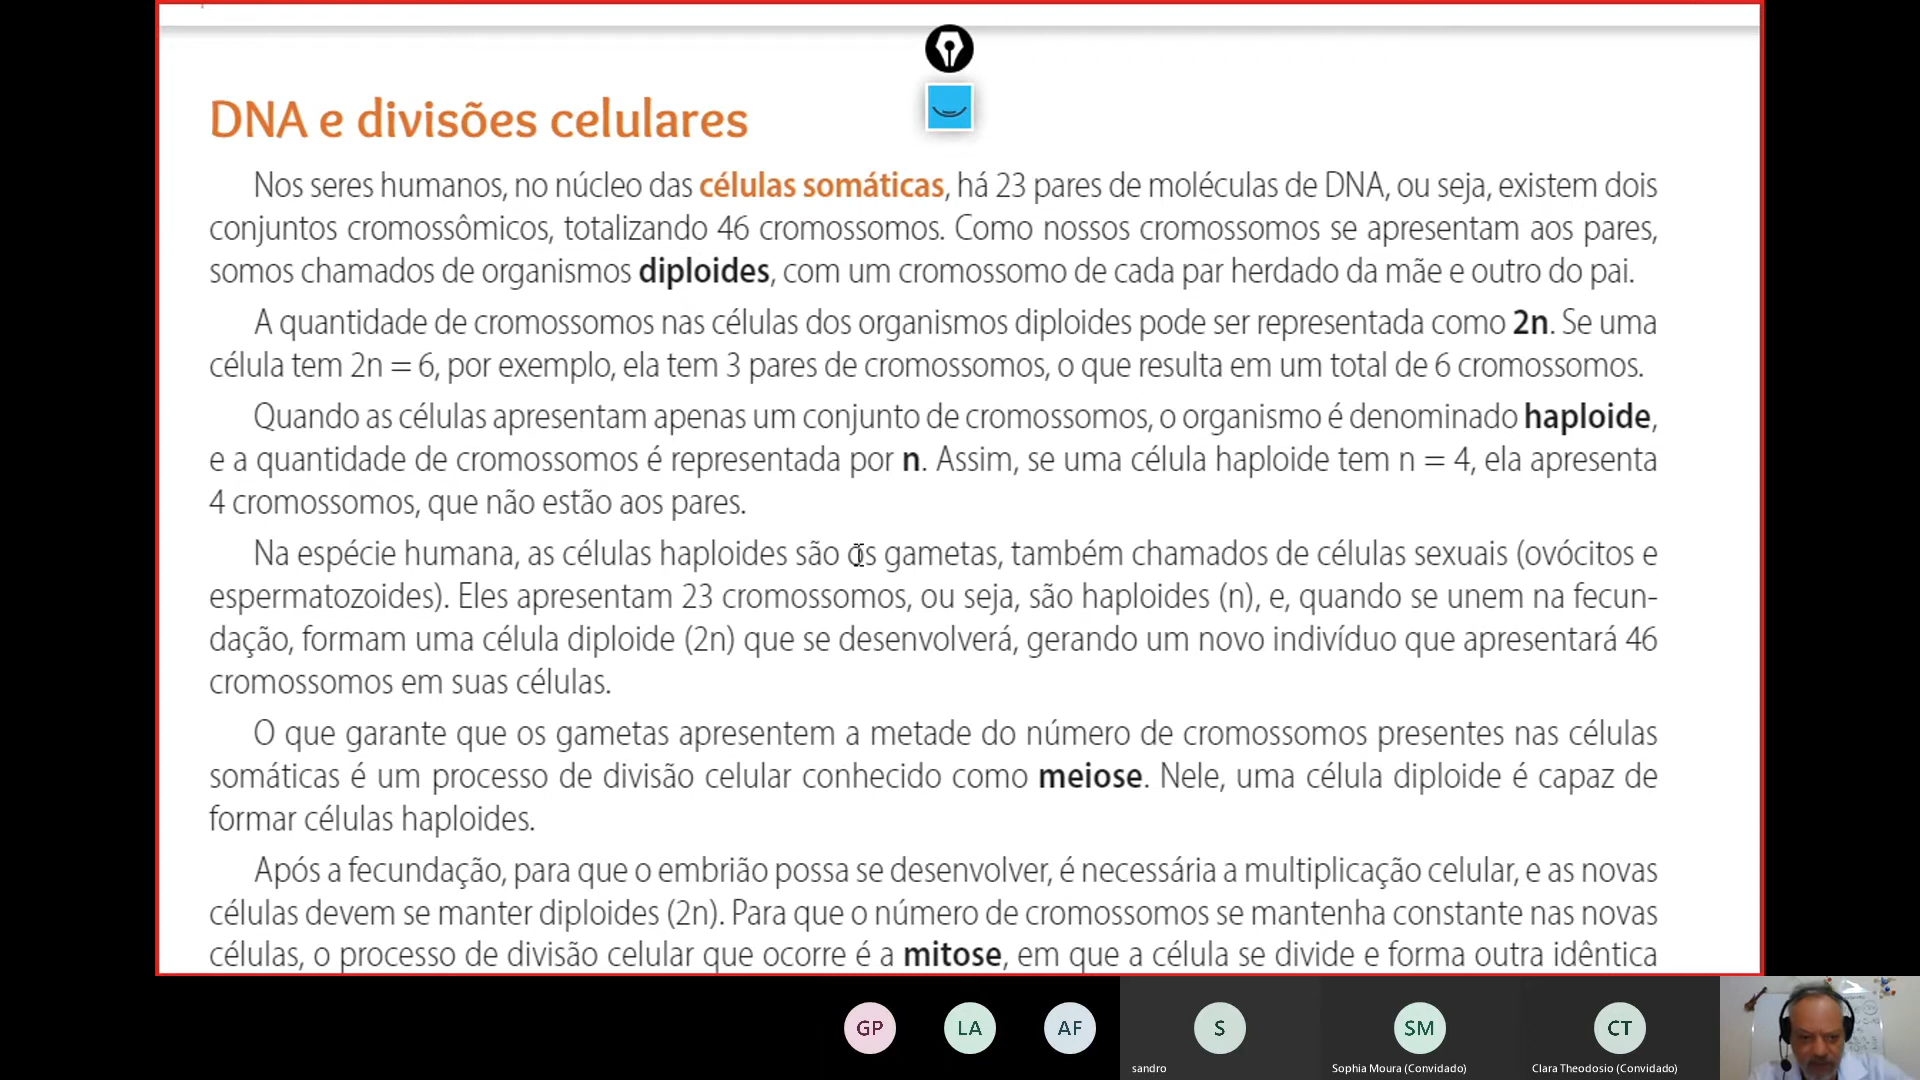 DNA e divisões celulares
Nos seres humanos, no núcleo das células somáticas, há 23 pares de moléculas de DNA, ou seja, existem dois
conjuntos cromossômicos, totalizando 46 cromossomos. Como nossos cromossomos se apresentam aos pares,
somos chamados de organismos diploides, com um cromossomo de cada par herdado da mãe e outro do pai.
A quantidade de cromossomos nas células dos organismos diploides pode ser representada como 2n. Se uma
célula tem 2n = 6, por exemplo, ela tem 3 pares de cromossomos, o que resulta em um total de 6 cromossomos.
Quando as células apresentam apenas um conjunto de cromossomos, o organismo é denominado haploide,
e a quantidade de cromossomos é representada por n. Assim, se uma célula haploide tem n = 4, ela apresenta
4 cromossomos, que não estão aos pares.
Na espécie humana, as células haploides são os gametas, também chamados de células sexuais (ovócitos e
espermatozoides). Eles apresentam 23 cromossomos, ou seja, são haploides (n), e, quando se unem na fecun-
dação, formam uma célula diploide (2n) que se desenvolverá, gerando um novo indivíduo que apresentará 46
cromossomos em suas células.
O que garante que os gametas apresentem a metade do número de cromossomos presentes nas células
somáticas é um processo de divisão celular conhecido como meiose. Nele, uma célula diploide é capaz de
formar células haploides.
Após a fecundação, para que o embrião possa se desenvolver, é necessária a multiplicação celular, e as novas
células devem se manter diploides (2n). Para que o número de cromossomos se mantenha constante nas novas
células, o processo de divisão celular que ocorre é a mitose, em que a célula se divide e forma outra idêntica
GP LA AF S SM CT
sandro Sophia Moura (Convidado) Clara Theodosio (Convidado)